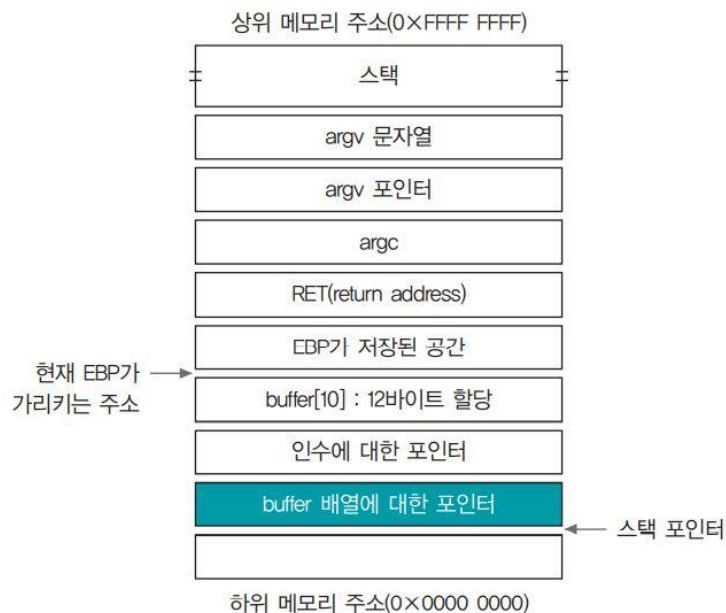 상위 메모리 주소(0×FFFF FFFF)
스택
argv 문자열
argv 포인터
argc
RET(return address)
EBP가 저장된 공간
현재 EBP가
가리키는 주소
buffer[10] : 12바이트 할당
인수에 대한 포인터
buffer 배열에 대한 포인터
스택 포인터
하위 메모리 주소(0×0000 0000)